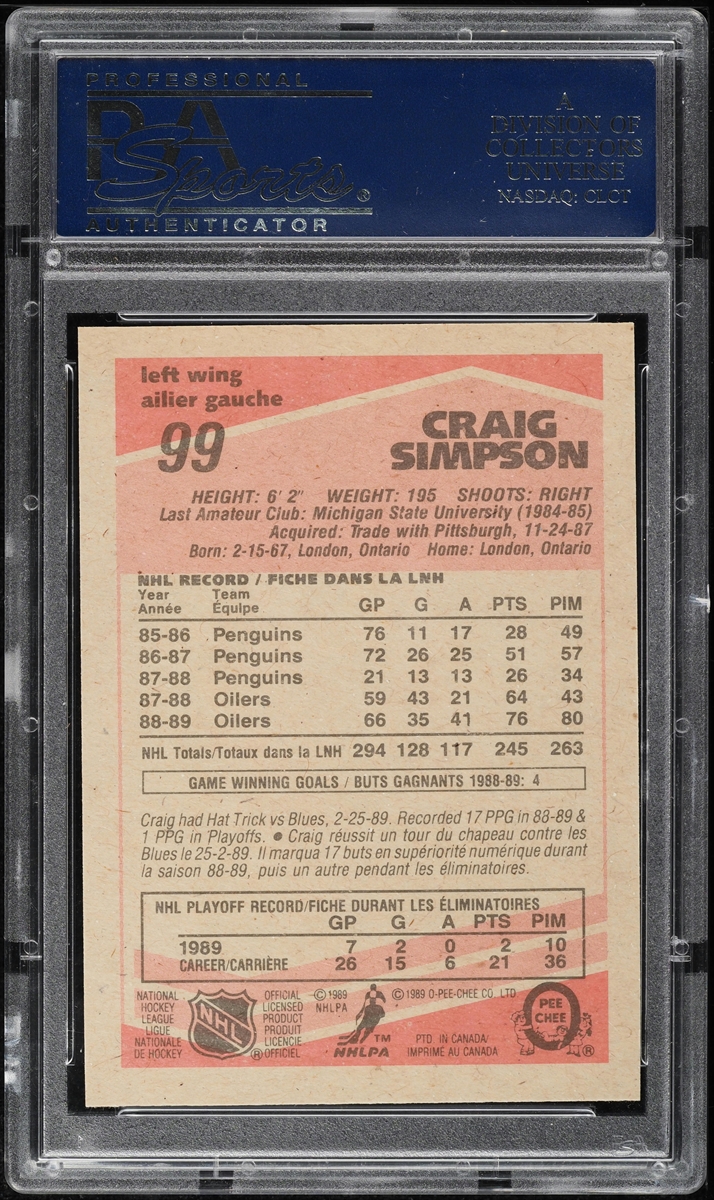 PROFESSIONAL
PSA
Sports®
AUTHENTICATOR
A
DIVISION OF
COLLECTORS
UNIVERSE
NASDAQ: CLCT
left wing
ailier gauche
99
CRAIG
SIMPSON
HEIGHT: 6' 2" WEIGHT: 195 SHOOTS: RIGHT
Last Amateur Club: Michigan State University (1984-85)
Acquired: Trade with Pittsburgh, 11-24-87
Born: 2-15-67, London, Ontario Home: London, Ontario
NHL RECORD / FICHE DANS LA LNH
Year Team
Année Équipe GP G A PTS PIM
85-86 Penguins 76 11 17 28 49
86-87 Penguins 72 26 25 51 57
87-88 Penguins 21 13 13 26 34
87-88 Oilers 59 43 21 64 43
88-89 Oilers 66 35 41 76 80
NHL Totals/Totaux dans la LNH 294 128 117 245 263
GAME WINNING GOALS / BUTS GAGNANTS 1988-89: 4
Craig had Hat Trick vs Blues, 2-25-89. Recorded 17 PPG in 88-89 &
1 PPG in Playoffs. ● Craig réussit un tour du chapeau contre les
Blues le 25-2-89. Il marqua 17 buts en supériorité numérique durant
la saison 88-89, puis un autre pendant les éliminatoires.
NHL PLAYOFF RECORD/FICHE DURANT LES ÉLIMINATOIRES
GP G A PTS PIM
1989 7 2 0 2 10
CAREER/CARRIÈRE 26 15 6 21 36
NATIONAL
HOCKEY
LEAGUE
LIGUE
NATIONALE
DE HOCKEY
NHL
®
OFFICIAL
LICENSED
PRODUCT
PRODUIT
LICENCIE
OFFICIEL
© 1989
NHLPA
TM
NHLPA
© 1989 O-PEE-CHEE CO. LTD
PTD IN CANADA/
IMPRIME AU CANADA
O
PEE
CHEE
®